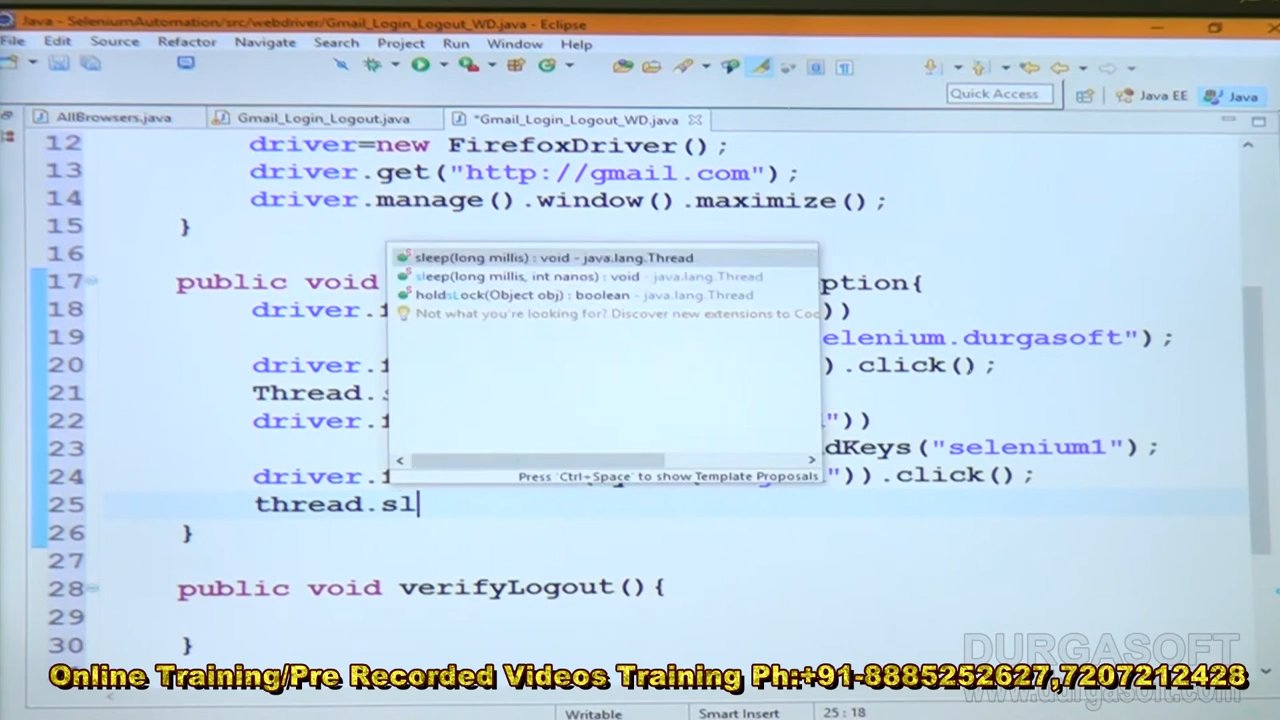 Java - SeleniumAutomation/src/webdriver/Gmail_Login_Logout_WD.java - Eclipse
File Edit Source Refactor Navigate Search Project Run Window Help
Quick Access Java EE Java
AllBrowsers.java Gmail_Login_Logout.java *Gmail_Login_Logout_WD.java
12 driver=new FirefoxDriver();
13 driver.get("http://gmail.com");
14 driver.manage().window().maximize();
15 }
16
sleep(long millis) : void - java.lang.Thread
sleep(long millis, int nanos) : void - java.lang.Thread
holdsLock(Object obj) : boolean - java.lang.Thread
Not what you're looking for? Discover new extensions to Coc
Press 'Ctrl+Space' to show Template Proposals
17 public void ption{
18 driver. ))
19 elenium.durgasoft");
20 driver. ).click();
21 Thread.
22 driver. "))
23 dKeys("selenium1");
24 driver. ")).click();
25 thread.sl
26 }
27
28 public void verifyLogout(){
29
30 }
DURGASOFT
www.durgasoft.com
Online Training/Pre Recorded Videos Training Ph:+91-8885252627,7207212428
Writable Smart Insert 25 : 18